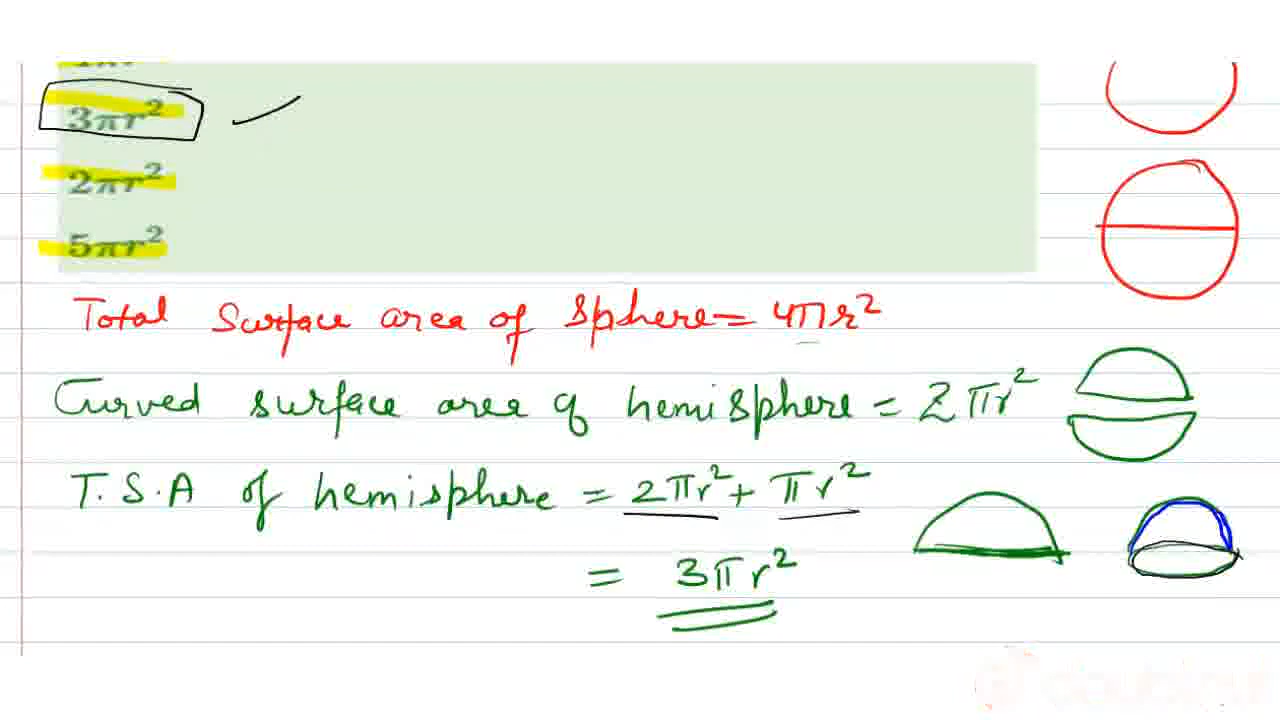 3πr²
2πr²
5πr²
Total Surface area of Sphere = 4πr²
Curved surface area of hemisphere = 2πr²
T.S.A of hemisphere = 2πr² + πr²
= 3πr²